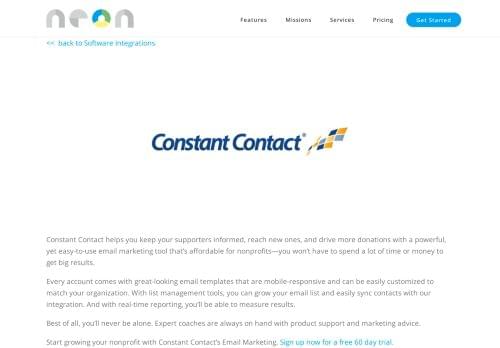 neon
Features Missions Services Pricing Get Started
<< back to Software Integrations
Constant Contact®
Constant Contact helps you keep your supporters informed, reach new ones, and drive more donations with a powerful,
yet easy-to-use email marketing tool that's affordable for nonprofits—you won't have to spend a lot of time or money to
get big results.
Every account comes with great-looking email templates that are mobile-responsive and can be easily customized to
match your organization. With list management tools, you can grow your email list and easily sync contacts with our
integration. And with real-time reporting, you'll be able to measure results.
Best of all, you'll never be alone. Expert coaches are always on hand with product support and marketing advice.
Start growing your nonprofit with Constant Contact's Email Marketing. Sign up now for a free 60 day trial.